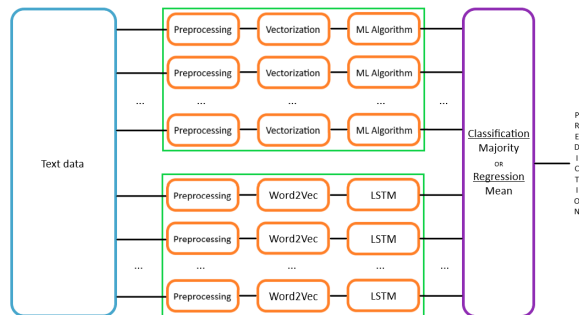 Text data
Preprocessing Vectorization ML Algorithm
Preprocessing Vectorization ML Algorithm
... ... ... ... ...
Preprocessing Vectorization ML Algorithm
Preprocessing Word2Vec LSTM
Preprocessing Word2Vec LSTM
... ... ... ... ...
Preprocessing Word2Vec LSTM
Classification
Majority
OR
Regression
Mean
PREDICTION